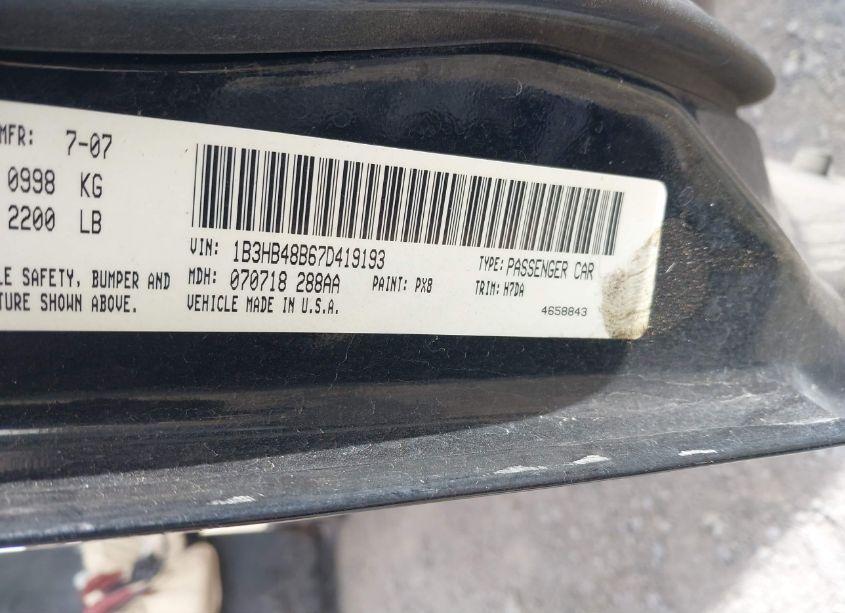 MFR: 7-07
0998 KG
2200 LB
VIN: 1B3HB48B67D419193 TYPE: PASSENGER CAR
LE SAFETY, BUMPER AND MDH: 070718 288AA PAINT: PX8 TRIM: H7DA
TURE SHOWN ABOVE. VEHICLE MADE IN U.S.A. 4658843